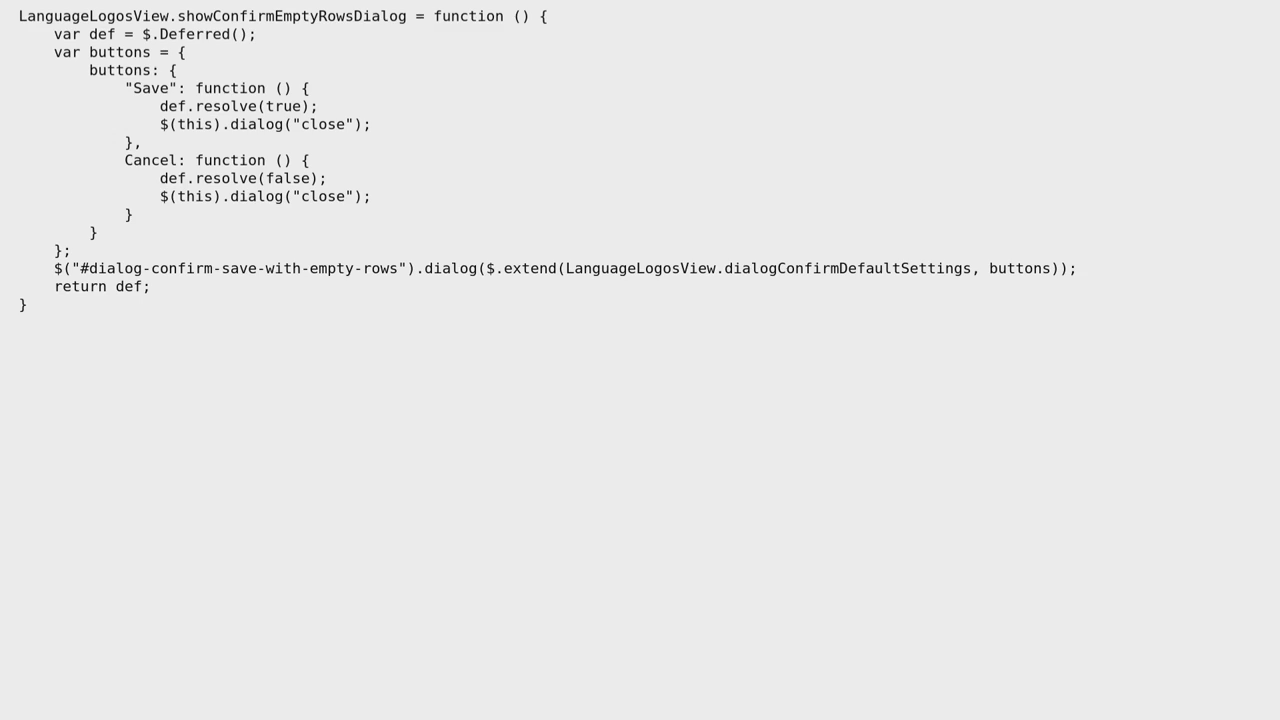 LanguageLogosView.showConfirmEmptyRowsDialog = function () {
    var def = $.Deferred();
    var buttons = {
        buttons: {
            "Save": function () {
                def.resolve(true);
                $(this).dialog("close");
            },
            Cancel: function () {
                def.resolve(false);
                $(this).dialog("close");
            }
        }
    };
    $("#dialog-confirm-save-with-empty-rows").dialog($.extend(LanguageLogosView.dialogConfirmDefaultSettings, buttons));
    return def;
}